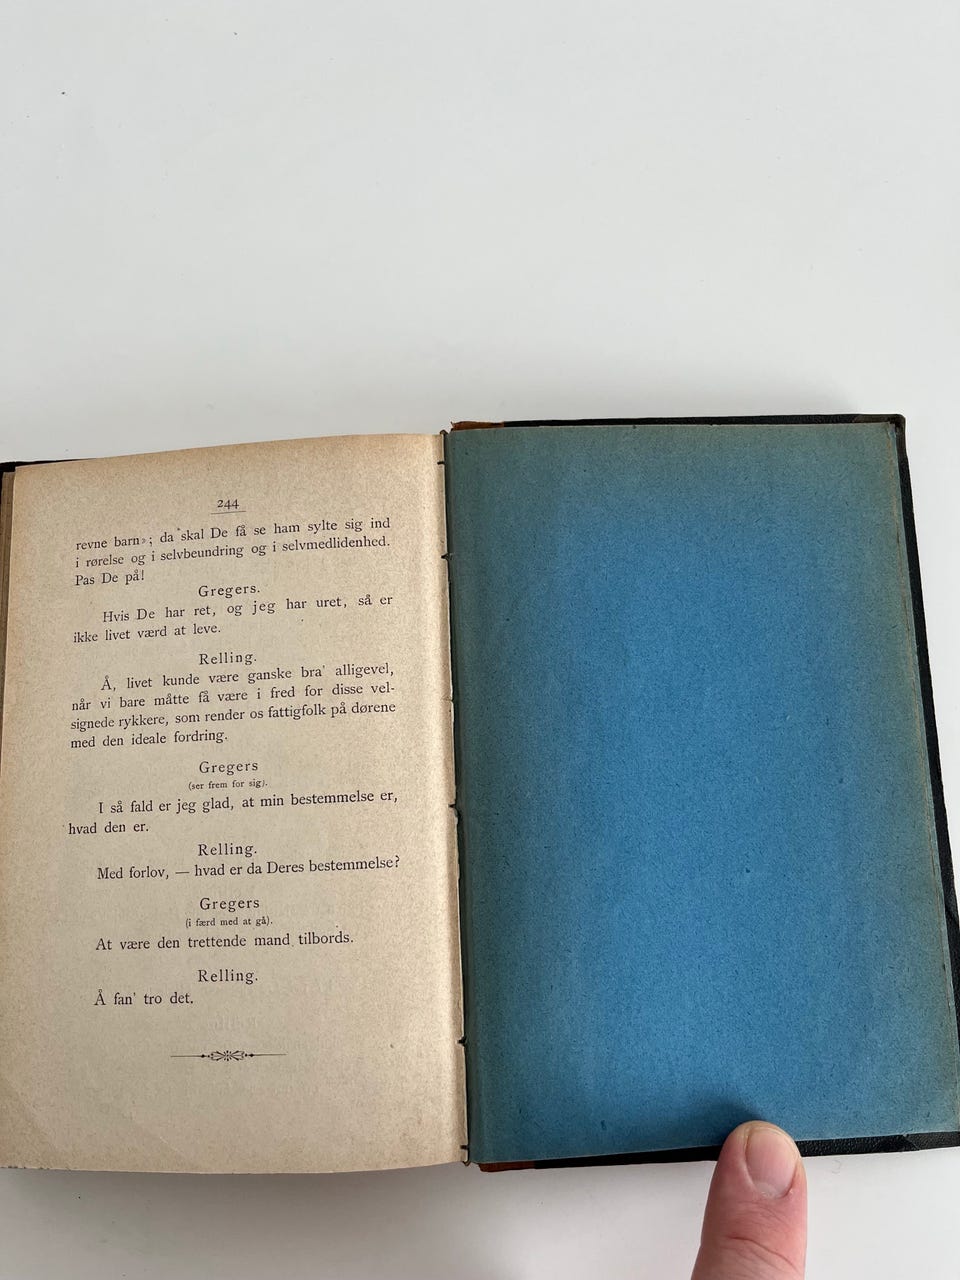 244
revne barn»; da skal De få se ham sylte sig ind
i rørelse og i selvbeundring og i selvmedlidenhed.
Pas De på!
Gregers.
Hvis De har ret, og jeg har uret, så er
ikke livet værd at leve.
Relling.
Å, livet kunde være ganske bra' alligevel,
når vi bare måtte få være i fred for disse vel-
signede rykkere, som render os fattigfolk på dørene
med den ideale fordring.
Gregers
(ser frem for sig).
I så fald er jeg glad, at min bestemmelse er,
hvad den er.
Relling.
Med forlov, — hvad er da Deres bestemmelse?
Gregers
(i færd med at gå).
At være den trettende mand tilbords.
Relling.
Å fan' tro det.